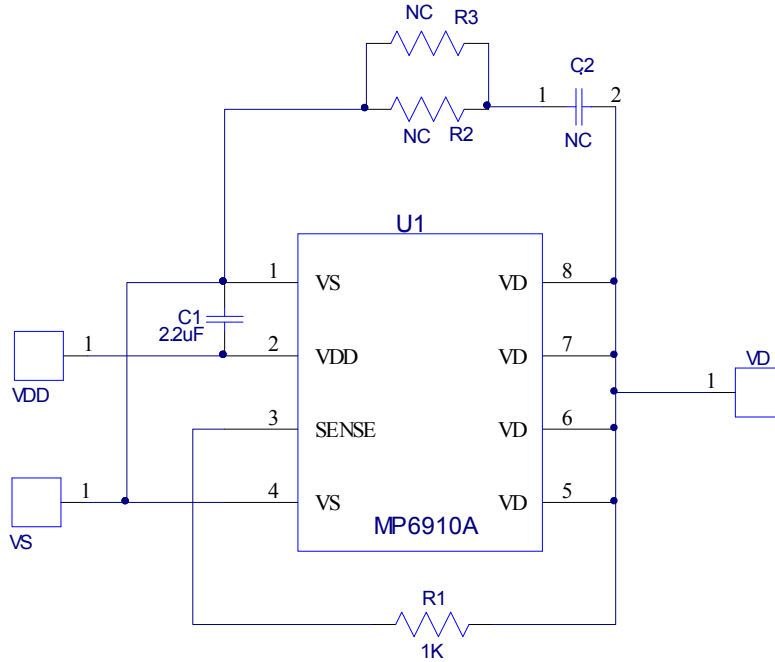 NC R3
C2
1 2
NC R2
NC
U1
1 VS VD 8
C1
2.2uF
1 2 VDD VD 7
VDD
VD
1
3 SENSE VD 6
1 4 VS VD 5
VS
MP6910A
R1
1K